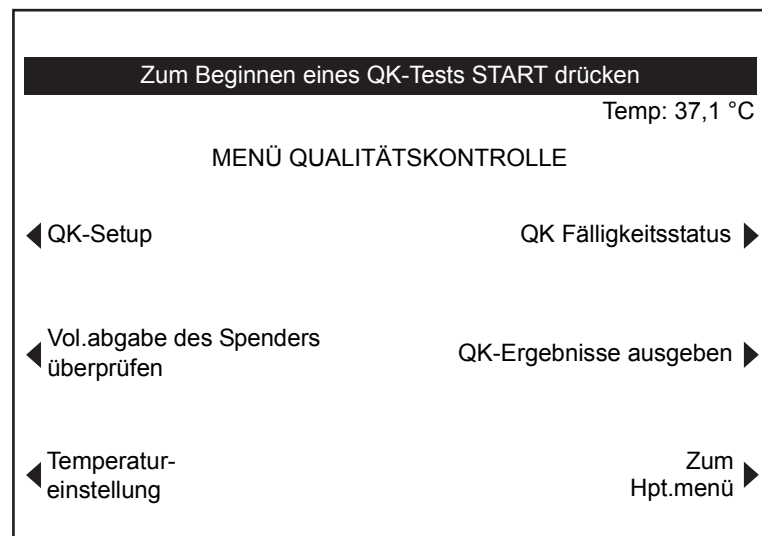 Zum Beginnen eines QK-Tests START drücken
Temp: 37,1 °C
MENÜ QUALITÄTSKONTROLLE
QK-Setup
QK Fälligkeitsstatus
Vol.abgabe des Spenders
überprüfen
QK-Ergebnisse ausgeben
Temperatur-
einstellung
Zum
Hpt.menü